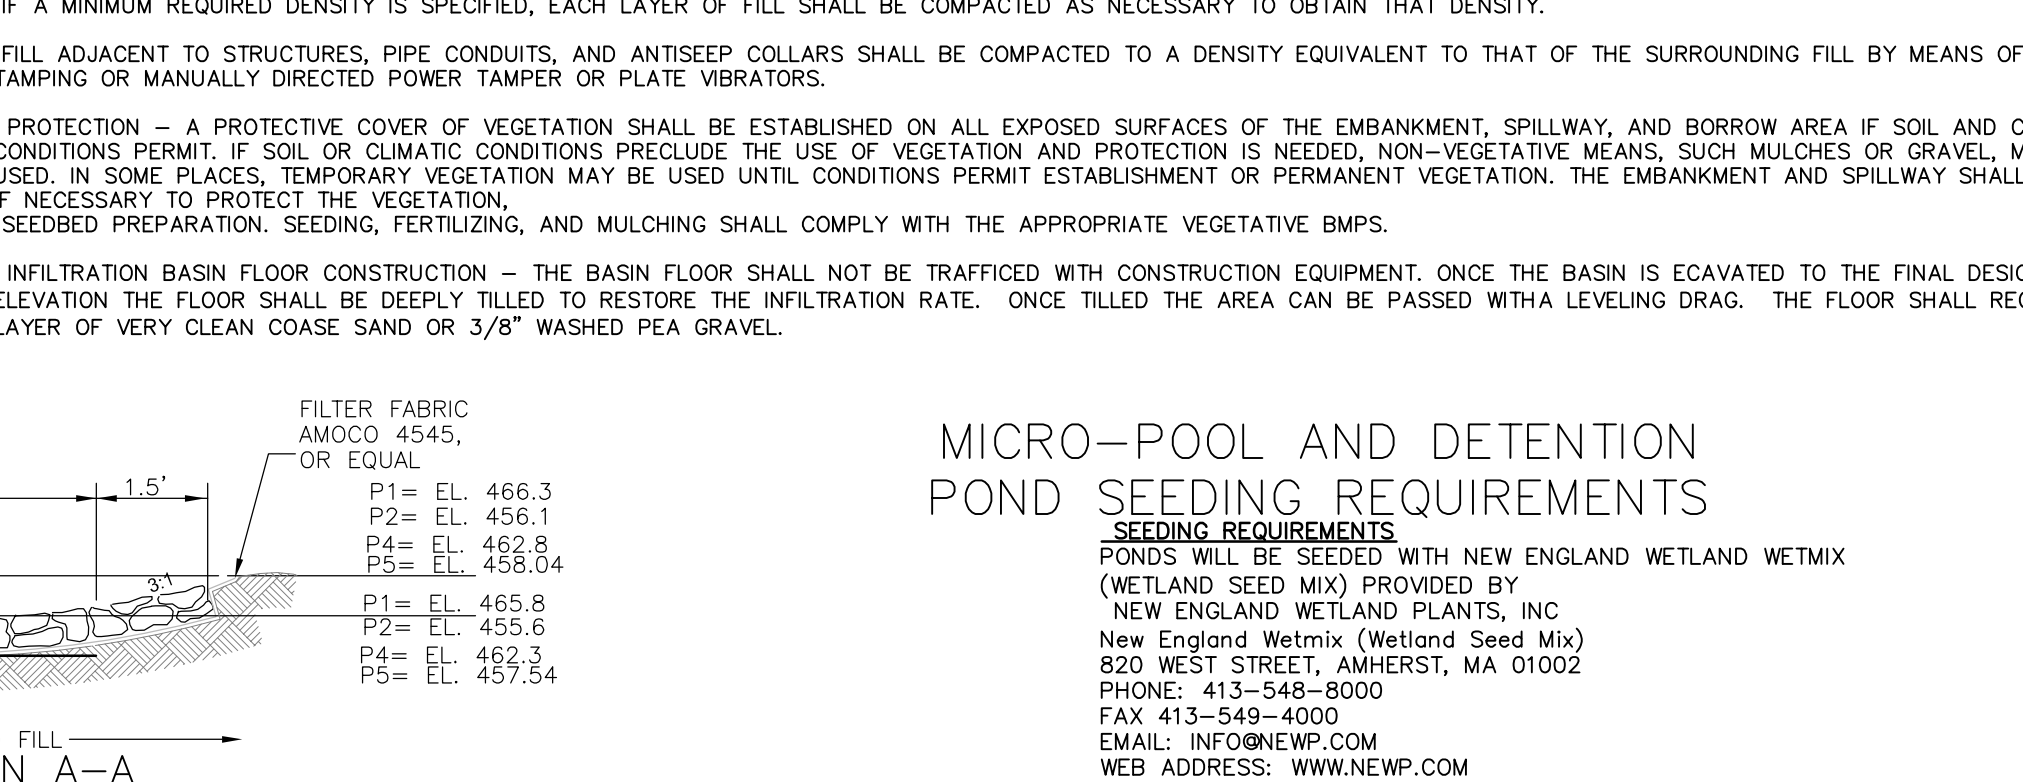 IF A MINIMUM REQUIRED DENSITY IS SPECIFIED, EACH LAYER OF FILL SHALL BE COMPACTED AS NECESSARY TO OBTAIN THAT DENSITY.
FILL ADJACENT TO STRUCTURES, PIPE CONDUITS, AND ANTISEEP COLLARS SHALL BE COMPACTED TO A DENSITY EQUIVALENT TO THAT OF THE SURROUNDING FILL BY MEANS OF
TAMPING OR MANUALLY DIRECTED POWER TAMPER OR PLATE VIBRATORS.
PROTECTION – A PROTECTIVE COVER OF VEGETATION SHALL BE ESTABLISHED ON ALL EXPOSED SURFACES OF THE EMBANKMENT, SPILLWAY, AND BORROW AREA IF SOIL AND
CONDITIONS PERMIT. IF SOIL OR CLIMATIC CONDITIONS PRECLUDE THE USE OF VEGETATION AND PROTECTION IS NEEDED, NON–VEGETATIVE MEANS, SUCH MULCHES OR GRAVEL,
USED. IN SOME PLACES, TEMPORARY VEGETATION MAY BE USED UNTIL CONDITIONS PERMIT ESTABLISHMENT OR PERMANENT VEGETATION. THE EMBANKMENT AND SPILLWAY SHALL
IF NECESSARY TO PROTECT THE VEGETATION,
SEEDBED PREPARATION. SEEDING, FERTILIZING, AND MULCHING SHALL COMPLY WITH THE APPROPRIATE VEGETATIVE BMPS.
INFILTRATION BASIN FLOOR CONSTRUCTION – THE BASIN FLOOR SHALL NOT BE TRAFFICED WITH CONSTRUCTION EQUIPMENT. ONCE THE BASIN IS ECAVATED TO THE FINAL
ELEVATION THE FLOOR SHALL BE DEEPLY TILLED TO RESTORE THE INFILTRATION RATE. ONCE TILLED THE AREA CAN BE PASSED WITHA LEVELING DRAG. THE FLOOR SHALL
LAYER OF VERY CLEAN COASE SAND OR 3/8" WASHED PEA GRAVEL.
FILTER FABRIC
AMOCO 4545,
OR EQUAL
1.5'
P1= EL. 466.3
P2= EL. 456.1
P4= EL. 462.8
P5= EL. 458.04
3:1
P1= EL. 465.8
P2= EL. 455.6
P4= EL. 462.3
P5= EL. 457.54
FILL
N A–A
MICRO–POOL AND DETENTION
POND SEEDING REQUIREMENTS
SEEDING REQUIREMENTS
PONDS WILL BE SEEDED WITH NEW ENGLAND WETLAND WETMIX
(WETLAND SEED MIX) PROVIDED BY
NEW ENGLAND WETLAND PLANTS, INC
New England Wetmix (Wetland Seed Mix)
820 WEST STREET, AMHERST, MA 01002
PHONE: 413–548–8000
FAX 413–549–4000
EMAIL: INFO@NEWP.COM
WEB ADDRESS: WWW.NEWP.COM